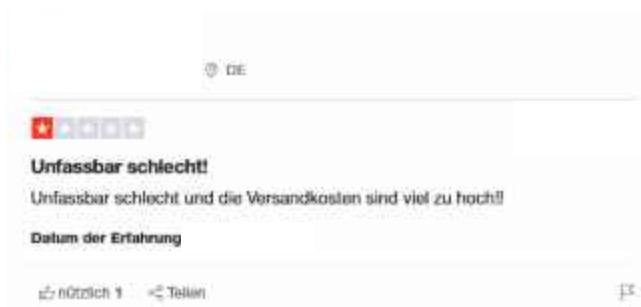 DE
Unfassbar schlecht!
Unfassbar schlecht und die Versandkosten sind viel zu hoch!!
Datum der Erfahrung
nützlich 1 Teilen